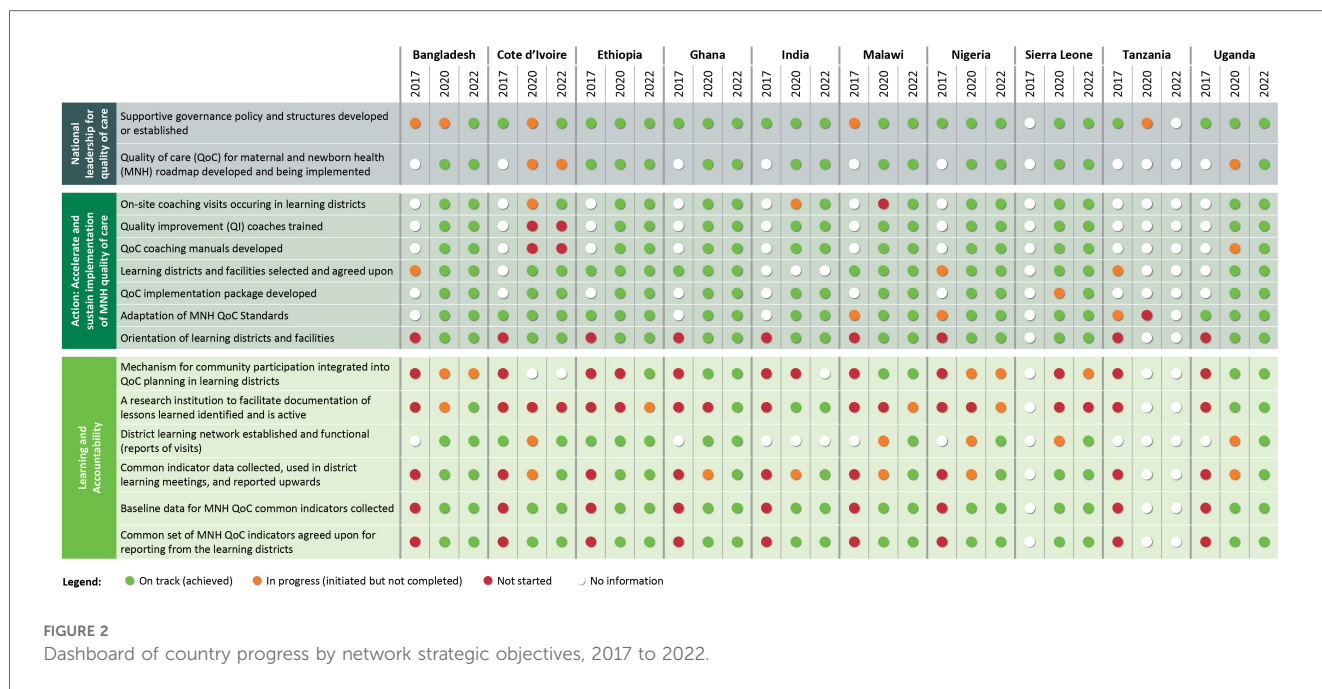 Bangladesh Cote d'Ivoire Ethiopia Ghana India Malawi Nigeria Sierra Leone Tanzania Uganda
2017 2020 2022 2017 2020 2022 2017 2020 2022 2017 2020 2022 2017 2020 2022 2017 2020 2022 2017 2020 2022 2017 2020 2022 2017 2020 2022 2017 2020 2022
National
leadership for
quality of care
Supportive governance policy and structures developed
or established
Quality of care (QoC) for maternal and newborn health
(MNH) roadmap developed and being implemented
Action: Accelerate and
sustain implementation
of MNH quality of care
On-site coaching visits occuring in learning districts
Quality improvement (QI) coaches trained
QoC coaching manuals developed
Learning districts and facilities selected and agreed upon
QoC implementation package developed
Adaptation of MNH QoC Standards
Orientation of learning districts and facilities
Learning and
Accountability
Mechanism for community participation integrated into
QoC planning in learning districts
A research institution to facilitate documentation of
lessons learned identified and is active
District learning network established and functional
(reports of visits)
Common indicator data collected, used in district
learning meetings, and reported upwards
Baseline data for MNH QoC common indicators collected
Common set of MNH QoC indicators agreed upon for
reporting from the learning districts
Legend: On track (achieved) In progress (initiated but not completed) Not started No information
FIGURE 2
Dashboard of country progress by network strategic objectives, 2017 to 2022.